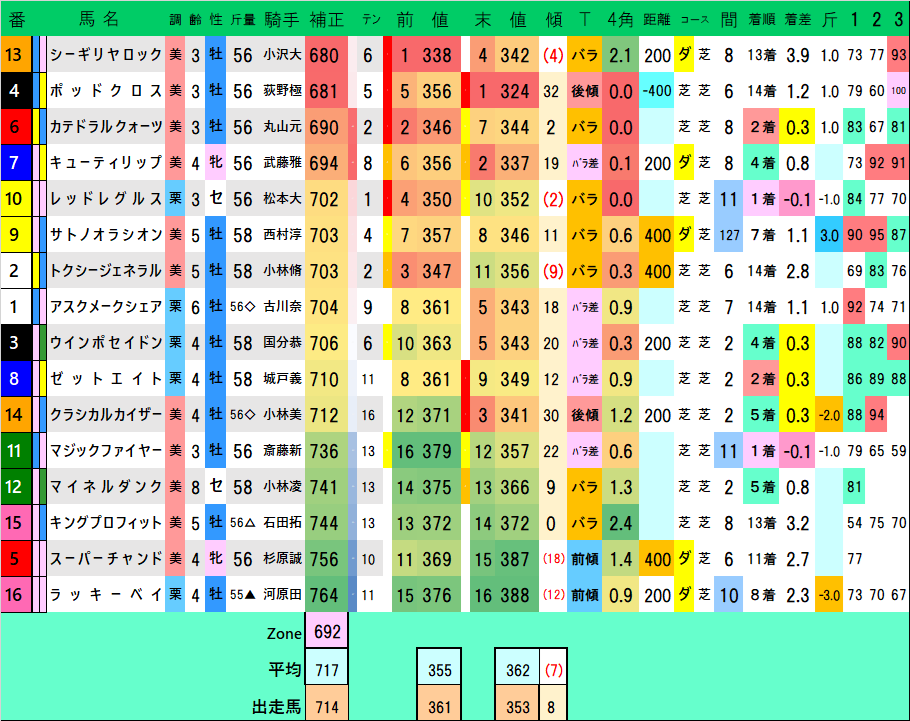 番 馬名 調 齢 性 斤量 騎手 補正 テン 前 値 末 値 傾 T 4角 距離 コース 間 着順 着差 斤 1 2 3
13 シーギリヤロック 美 3 牡 56 小沢大 680 6 1 338 4 342 (4) バラ 2.1 200 ダ 芝 8 13着 3.9 1.0 73 77 93
4 ポッドクロス 美 3 牡 56 荻野極 681 5 5 356 1 324 32 後傾 0.0 -400 芝 芝 6 14着 1.2 1.0 79 60 100
6 カテドラルクォーツ 美 3 牡 56 丸山元 690 2 2 346 7 344 2 バラ 0.0 芝 芝 8 2着 0.3 1.0 83 67 81
7 キューティリップ 美 4 牝 56 武藤雅 694 8 6 356 2 337 19 バラ差 0.1 200 ダ 芝 8 4着 0.8 73 92 91
10 レッドレグルス 栗 3 セ 56 松本大 702 1 4 350 10 352 (2) バラ 0.0 芝 芝 11 1着 -0.1 -1.0 84 77 70
9 サトノオラシオン 美 5 牡 58 西村淳 703 4 7 357 8 346 11 バラ 0.6 400 ダ 芝 127 7着 1.1 3.0 90 95 87
2 トクシージェネラル 美 5 牡 58 小林脩 703 2 3 347 11 356 (9) バラ 0.3 400 芝 芝 6 14着 2.8 69 83 76
1 アスクメークシェア 栗 6 牡 56◇ 古川奈 704 9 8 361 5 343 18 バラ差 0.9 芝 芝 7 14着 1.1 1.0 92 74 71
3 ウインポセイドン 栗 4 牡 58 国分恭 706 6 10 363 5 343 20 バラ差 0.3 200 芝 芝 2 4着 0.3 88 82 90
8 ゼットエイト 栗 4 牡 58 城戸義 710 11 8 361 9 349 12 バラ差 0.9 芝 芝 2 2着 0.3 86 89 88
14 クラシカルカイザー 美 4 牡 56◇ 小林美 712 16 12 371 3 341 30 後傾 1.2 200 芝 芝 2 5着 0.3 -2.0 88 94
11 マジックファイヤー 美 3 牡 56 斎藤新 736 13 16 379 12 357 22 バラ差 0.6 芝 芝 11 1着 -0.1 -1.0 79 65 59
12 マイネルダンク 美 8 セ 58 小林凌 741 13 14 375 13 366 9 バラ 1.3 芝 芝 2 5着 0.8 81
15 キングプロフィット 美 5 牡 56△ 石田拓 744 13 13 372 14 372 0 バラ 2.4 芝 芝 8 13着 3.2 54 75 70
5 スーパーチャンド 美 4 牝 56 杉原誠 756 10 11 369 15 387 (18) 前傾 1.4 400 ダ 芝 6 11着 2.7 77
16 ラッキーベイ 栗 4 牡 55▲ 河原田 764 11 15 376 16 388 (12) 前傾 0.9 200 ダ 芝 10 8着 2.3 -3.0 73 70 67
Zone 692
平均 717 355 362 (7)
出走馬 714 361 353 8